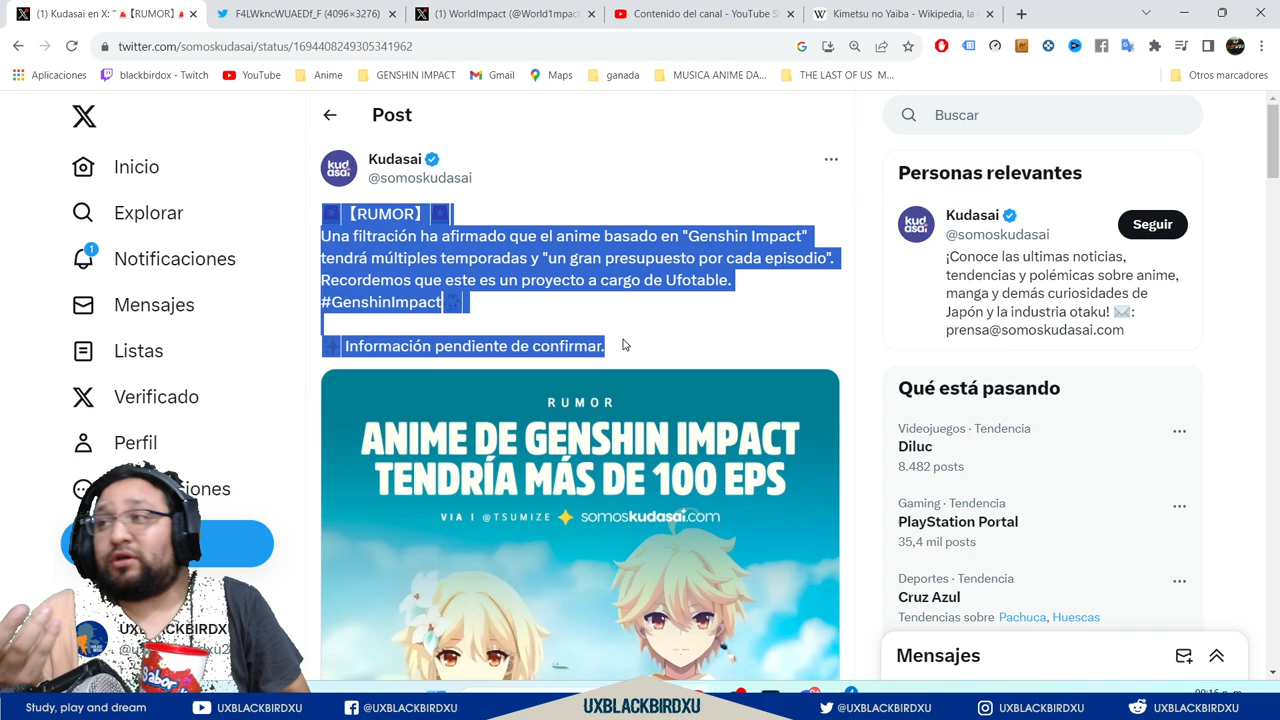 (1) Kudasai en X: "🚨【RUMOR】🚨
F4LWkncWUAEDf_F (4096×3276)
(1) WorldImpact (@World1mpact
Contenido del canal - YouTube S
Kimetsu no Yaiba - Wikipedia, la
twitter.com/somoskudasai/status/1694408249305341962
Aplicaciones
blackbirdox - Twitch
YouTube
Anime
GENSHIN IMPACT
Gmail
Maps
ganada
MUSICA ANIME DA...
THE LAST OF US M...
Otros marcadores
Inicio
Explorar
1
Notificaciones
Mensajes
Listas
Verificado
Perfil
iones
Post
Kudasai
@somoskudasai
【RUMOR】
Una filtración ha afirmado que el anime basado en "Genshin Impact"
tendrá múltiples temporadas y "un gran presupuesto por cada episodio".
Recordemos que este es un proyecto a cargo de Ufotable.
#GenshinImpact
Información pendiente de confirmar.
RUMOR
ANIME DE GENSHIN IMPACT
TENDRÍA MÁS DE 100 EPS
VIA | @TSUMIZE somoskudasai.com
Buscar
Personas relevantes
Kudasai
@somoskudasai
Seguir
¡Conoce las ultimas noticias,
tendencias y polémicas sobre anime,
manga y demás curiosidades de
Japón y la industria otaku! ✉️:
prensa@somoskudasai.com
Qué está pasando
Videojuegos · Tendencia
Diluc
8.482 posts
Gaming · Tendencia
PlayStation Portal
35,4 mil posts
Deportes · Tendencia
Cruz Azul
Tendencias sobre Pachuca, Huescas
Mensajes
kud
asai
Study, play and dream
UXBLACKBIRDXU
@UXBLACKBIRDXU
UXBLACKBIRDXU
@UXBLACKBIRDXU
UXBLACKBIRDXU
UXBLACKBIRDXU